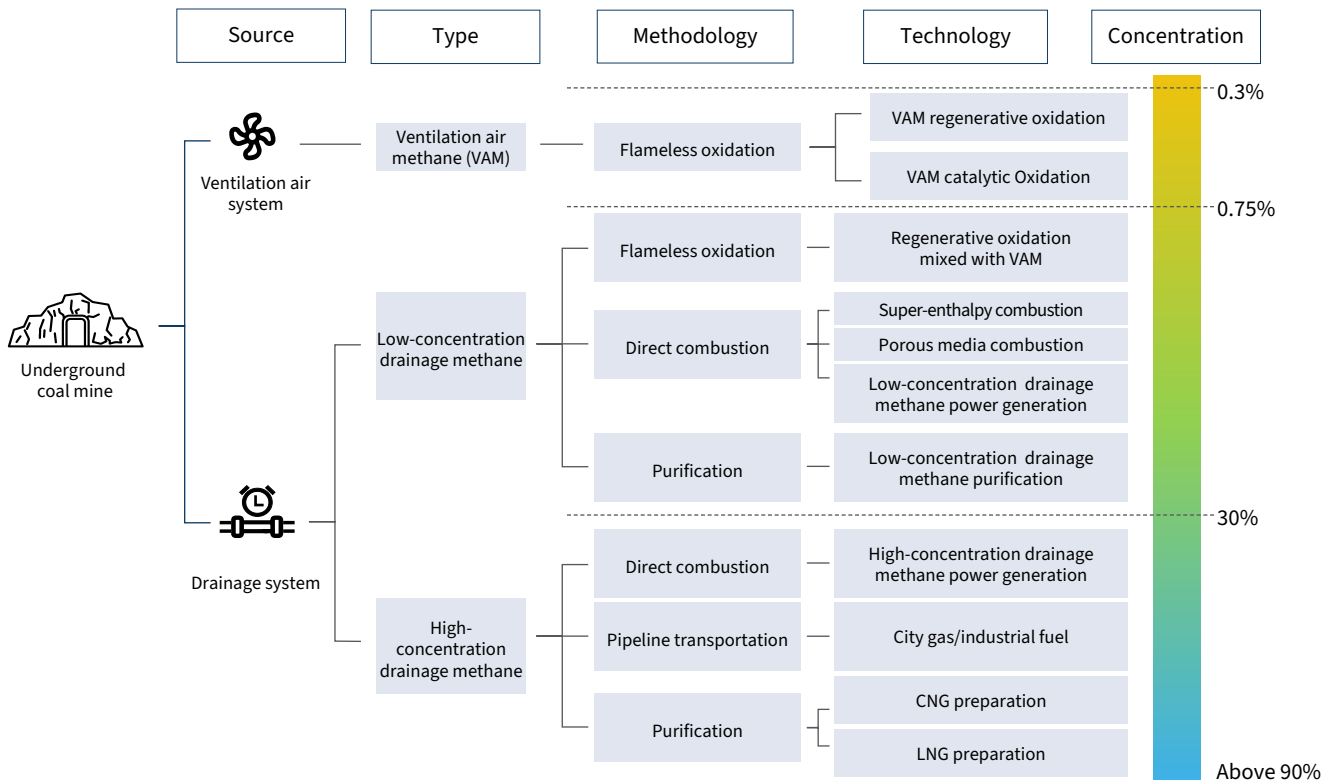 Source
Type
Methodology
Technology
Concentration
0.3%
VAM regenerative oxidation
Ventilation air
methane (VAM)
Flameless oxidation
VAM catalytic Oxidation
Ventilation air
system
0.75%
Flameless oxidation
Regenerative oxidation
mixed with VAM
Super-enthalpy combustion
Low-concentration
drainage methane
Direct combustion
Porous media combustion
Underground
coal mine
Low-concentration drainage
methane power generation
Purification
Low-concentration drainage
methane purification
30%
Drainage system
Direct combustion
High-concentration drainage
methane power generation
High-
concentration
drainage methane
Pipeline transportation
City gas/industrial fuel
Purification
CNG preparation
LNG preparation
Above 90%